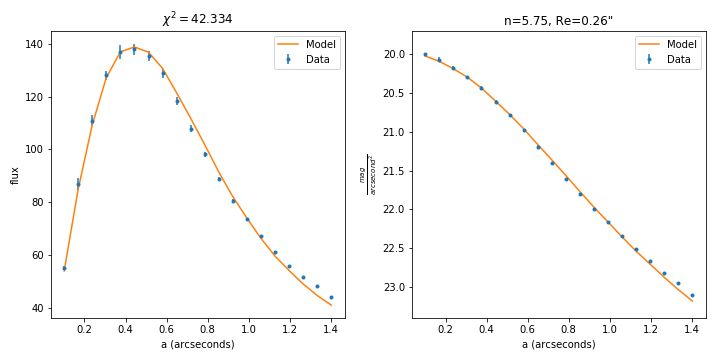 χ² = 42.334
Model
Data
flux
140
120
100
80
60
40
0.2 0.4 0.6 0.8 1.0 1.2 1.4
a (arcseconds)
n=5.75, Re=0.26"
Model
Data
mag
arcsecond²
20.0
20.5
21.0
21.5
22.0
22.5
23.0
0.2 0.4 0.6 0.8 1.0 1.2 1.4
a (arcseconds)